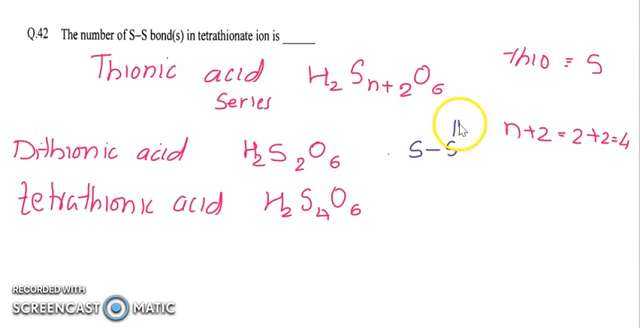 Q.42 The number of S–S bond(s) in tetrathionate ion is _____
Thionic acid H₂Sₙ₊₂O₆
Series
Thio = S
n+2 = 2+2=4
Dithionic acid H₂S₂O₆
S–S
tetrathionic acid H₂S₄O₆
RECORDED WITH
SCREENCAST MATIC